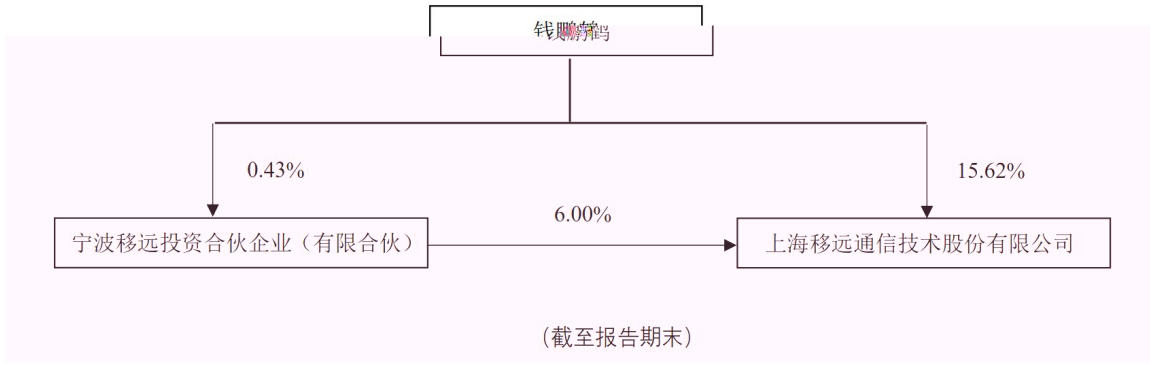 钱鹏鹤
0.43%
15.62%
6.00%
宁波移远投资合伙企业（有限合伙）
上海移远通信技术股份有限公司
（截至报告期末）